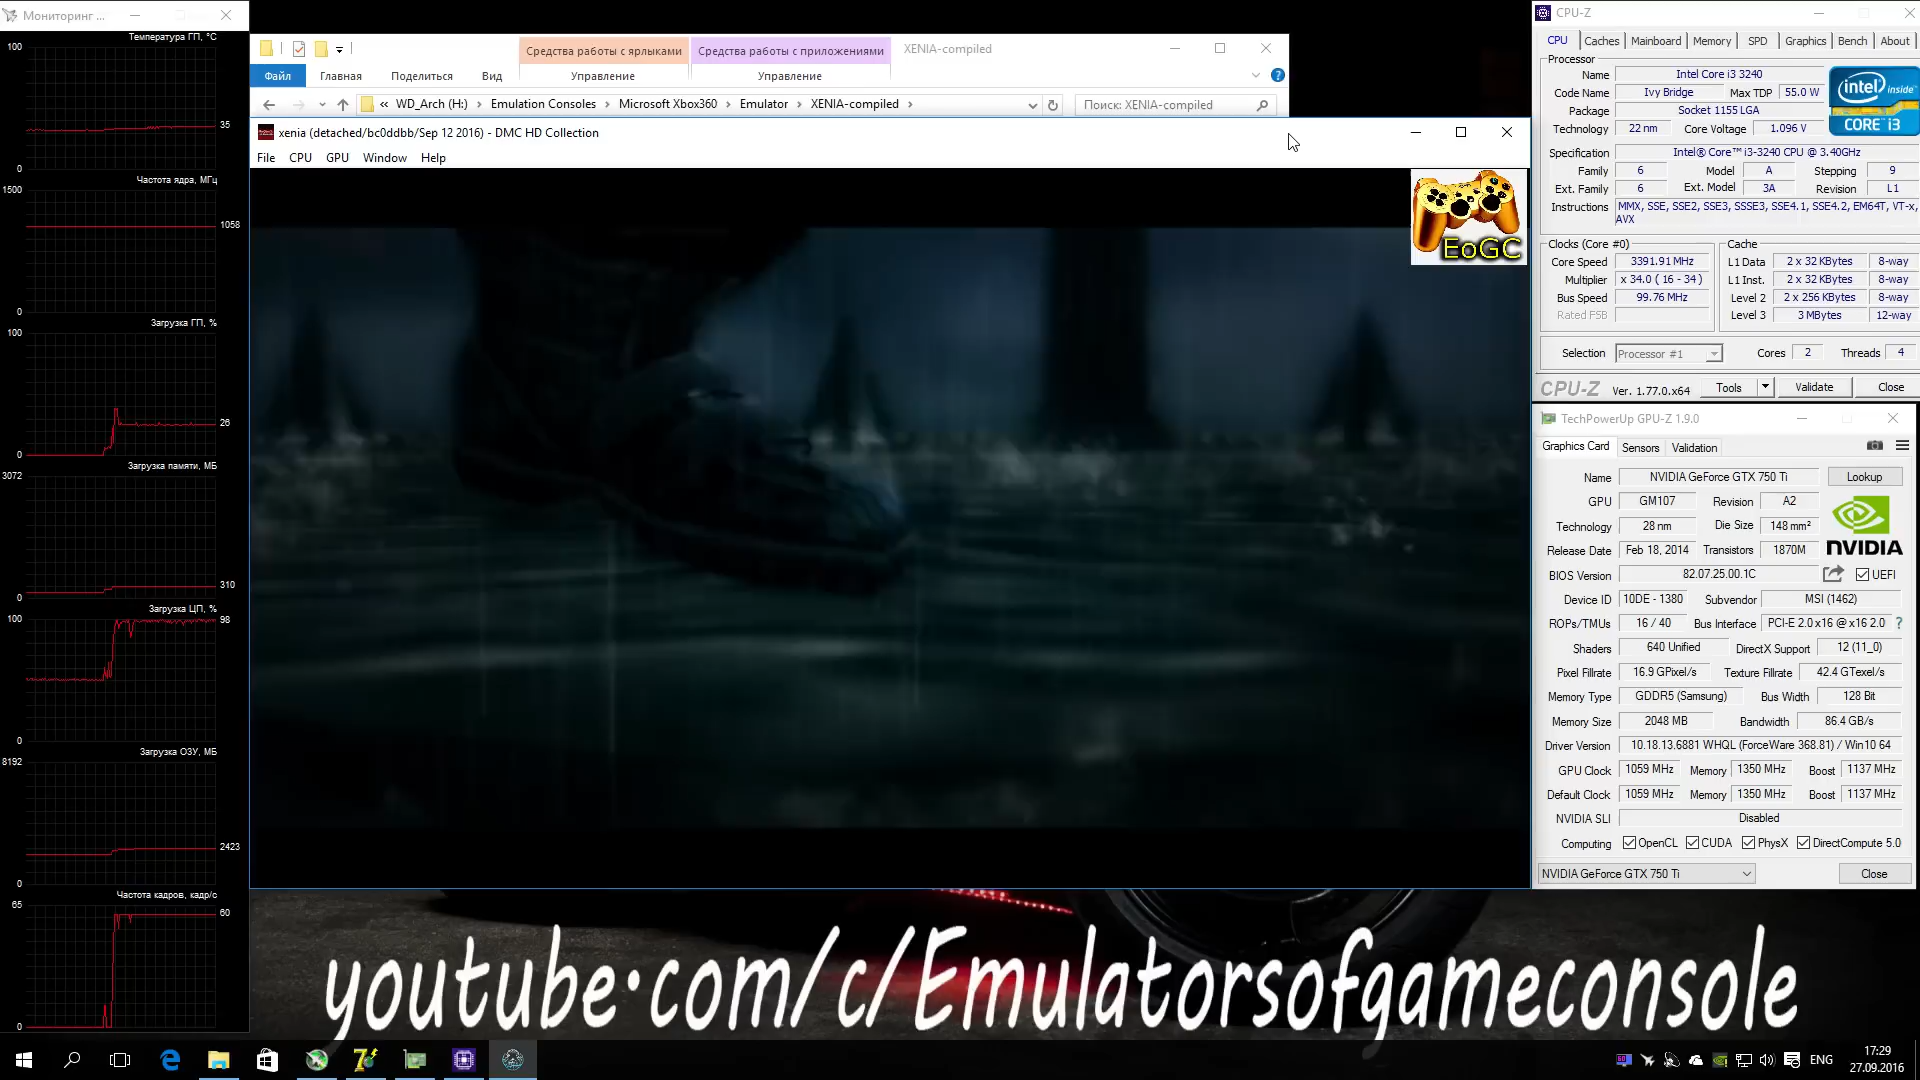 Мониторинг ...
Температура ГП, °C
100
35
0
Частота ядра, МГц
1500
1058
0
Загрузка ГП, %
100
26
0
Загрузка памяти, МБ
3072
310
0
Загрузка ЦП, %
100
98
0
Загрузка ОЗУ, МБ
8192
2423
0
Частота кадров, кадр/с
65
60
0
Средства работы с ярлыками Средства работы с приложениями XENIA-compiled
Файл Главная Поделиться Вид Управление Управление
« WD_Arch (H:) Emulation Consoles Microsoft Xbox360 Emulator XENIA-compiled Поиск: XENIA-compiled
xenia (detached/bc0ddbb/Sep 12 2016) - DMC HD Collection
File CPU GPU Window Help
EoGC
CPU-Z
CPU Caches Mainboard Memory SPD Graphics Bench About
Processor
Name Intel Core i3 3240
Code Name Ivy Bridge Max TDP 55.0 W
Package Socket 1155 LGA
Technology 22 nm Core Voltage 1.096 V
intel inside
CORE i3
Specification Intel® Core™ i3-3240 CPU @ 3.40GHz
Family 6 Model A Stepping 9
Ext. Family 6 Ext. Model 3A Revision L1
Instructions MMX, SSE, SSE2, SSE3, SSSE3, SSE4.1, SSE4.2, EM64T, VT-x,
AVX
Clocks (Core #0) Cache
Core Speed 3391.91 MHz L1 Data 2 x 32 KBytes 8-way
Multiplier x 34.0 ( 16 - 34 ) L1 Inst. 2 x 32 KBytes 8-way
Bus Speed 99.76 MHz Level 2 2 x 256 KBytes 8-way
Rated FSB Level 3 3 MBytes 12-way
Selection Processor #1 Cores 2 Threads 4
CPU-Z Ver. 1.77.0.x64 Tools Validate Close
TechPowerUp GPU-Z 1.9.0
Graphics Card Sensors Validation
Name NVIDIA GeForce GTX 750 Ti Lookup
GPU GM107 Revision A2
Technology 28 nm Die Size 148 mm²
Release Date Feb 18, 2014 Transistors 1870M
NVIDIA
BIOS Version 82.07.25.00.1C UEFI
Device ID 10DE - 1380 Subvendor MSI (1462)
ROPs/TMUs 16 / 40 Bus Interface PCI-E 2.0 x16 @ x16 2.0 ?
Shaders 640 Unified DirectX Support 12 (11_0)
Pixel Fillrate 16.9 GPixel/s Texture Fillrate 42.4 GTexel/s
Memory Type GDDR5 (Samsung) Bus Width 128 Bit
Memory Size 2048 MB Bandwidth 86.4 GB/s
Driver Version 10.18.13.6881 WHQL (ForceWare 368.81) / Win10 64
GPU Clock 1059 MHz Memory 1350 MHz Boost 1137 MHz
Default Clock 1059 MHz Memory 1350 MHz Boost 1137 MHz
NVIDIA SLI Disabled
Computing OpenCL CUDA PhysX DirectCompute 5.0
NVIDIA GeForce GTX 750 Ti Close
youtube.com/c/Emulatorsofgameconsole
ENG
17:29
27.09.2016